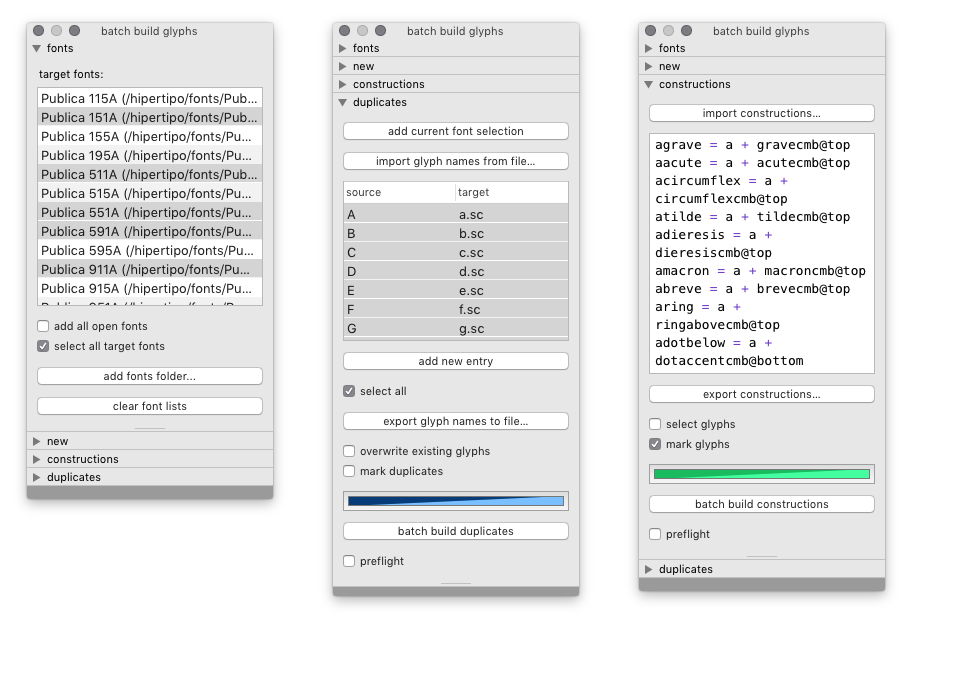 batch build glyphs
fonts
target fonts:
Publica 115A (/hipertipo/fonts/Pub...
Publica 151A (/hipertipo/fonts/Pub...
Publica 155A (/hipertipo/fonts/Pu...
Publica 195A (/hipertipo/fonts/Pu...
Publica 511A (/hipertipo/fonts/Pub...
Publica 515A (/hipertipo/fonts/Pu...
Publica 551A (/hipertipo/fonts/Pu...
Publica 591A (/hipertipo/fonts/Pu...
Publica 595A (/hipertipo/fonts/Pu...
Publica 911A (/hipertipo/fonts/Pu...
Publica 915A (/hipertipo/fonts/Pu...
Publica 951A (/hipertipo/fonts/Pu...
add all open fonts
select all target fonts
add fonts folder...
clear font lists
new
constructions
duplicates
batch build glyphs
fonts
new
constructions
duplicates
add current font selection
import glyph names from file...
source target
A a.sc
B b.sc
C c.sc
D d.sc
E e.sc
F f.sc
G g.sc
add new entry
select all
export glyph names to file...
overwrite existing glyphs
mark duplicates
batch build duplicates
preflight
batch build glyphs
fonts
new
constructions
import constructions...
agrave = a + gravecmb@top
aacute = a + acutecmb@top
acircumflex = a +
circumflexcmb@top
atilde = a + tildecmb@top
adieresis = a +
dieresiscmb@top
amacron = a + macroncmb@top
abreve = a + brevecmb@top
aring = a +
ringabovecmb@top
adotbelow = a +
dotaccentcmb@bottom
export constructions...
select glyphs
mark glyphs
batch build constructions
preflight
duplicates